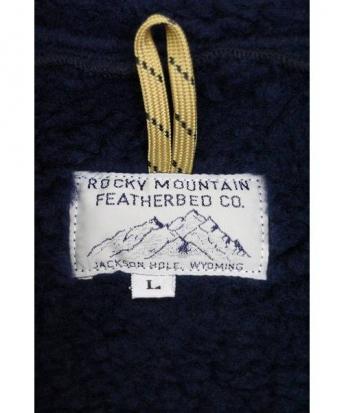 ROCKY MOUNTAIN
FEATHERBED CO.
JACKSON HOLE, WYOMING
L